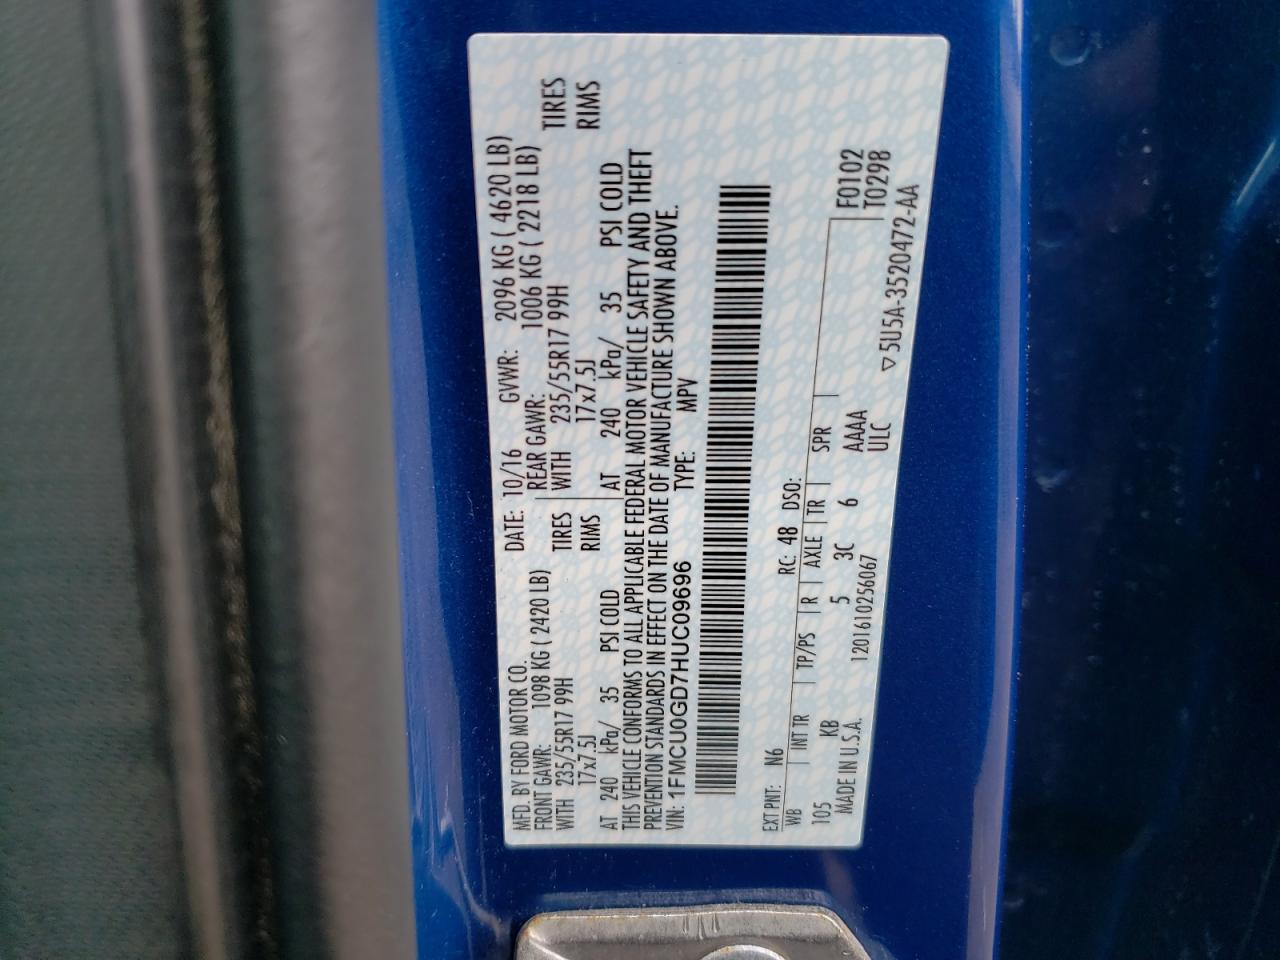 MFD. BY FORD MOTOR CO. DATE: 10/16 GVWR: 2096 KG ( 4620 LB)
FRONT GAWR: 1098 KG ( 2420 LB) REAR GAWR: 1006 KG ( 2218 LB)
WITH 235/55R17 99H TIRES WITH 235/55R17 99H TIRES
17x7.5J RIMS 17x7.5J RIMS
AT 240 kPa/ 35 PSI COLD AT 240 kPa/ 35 PSI COLD
THIS VEHICLE CONFORMS TO ALL APPLICABLE FEDERAL MOTOR VEHICLE SAFETY AND THEFT
PREVENTION STANDARDS IN EFFECT ON THE DATE OF MANUFACTURE SHOWN ABOVE.
VIN: 1FMCU0GD7HUC09696 TYPE: MPV
EXT PNT: N6 RC: 48 DSO: F0102
WB INT TR TP/PS R AXLE TR SPR T0298
105 KB 5 3C 6 AAAA
MADE IN U.S.A. 1201610256067 ULC ▽5U5A-3520472-AA